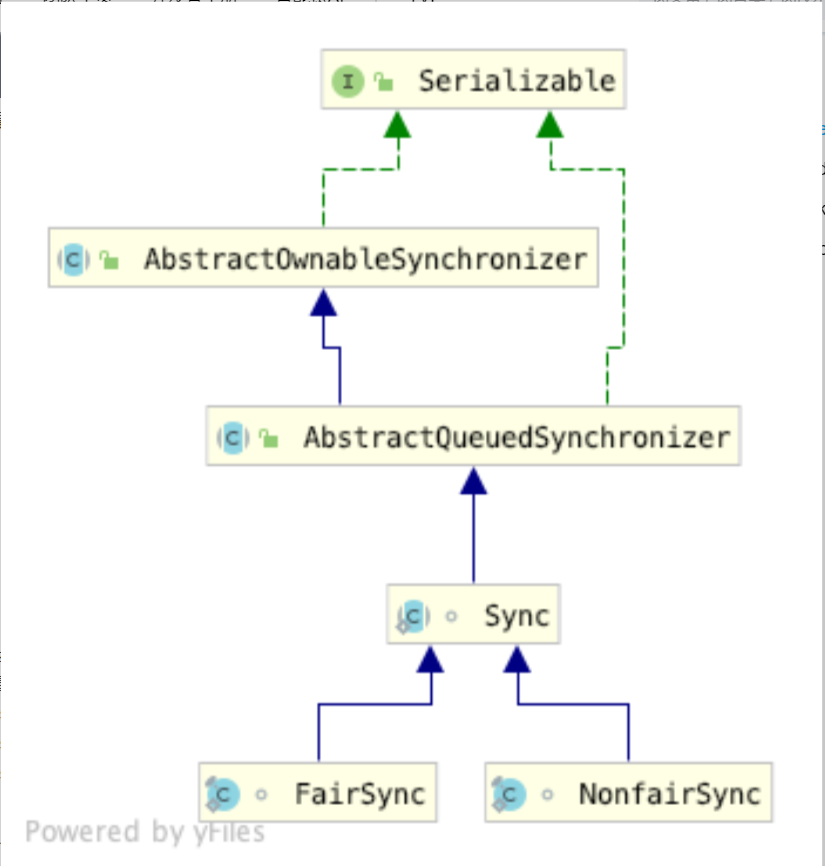 I Serializable
C AbstractOwnableSynchronizer
C AbstractQueuedSynchronizer
C Sync
C FairSync
C NonfairSync
Powered by yFiles